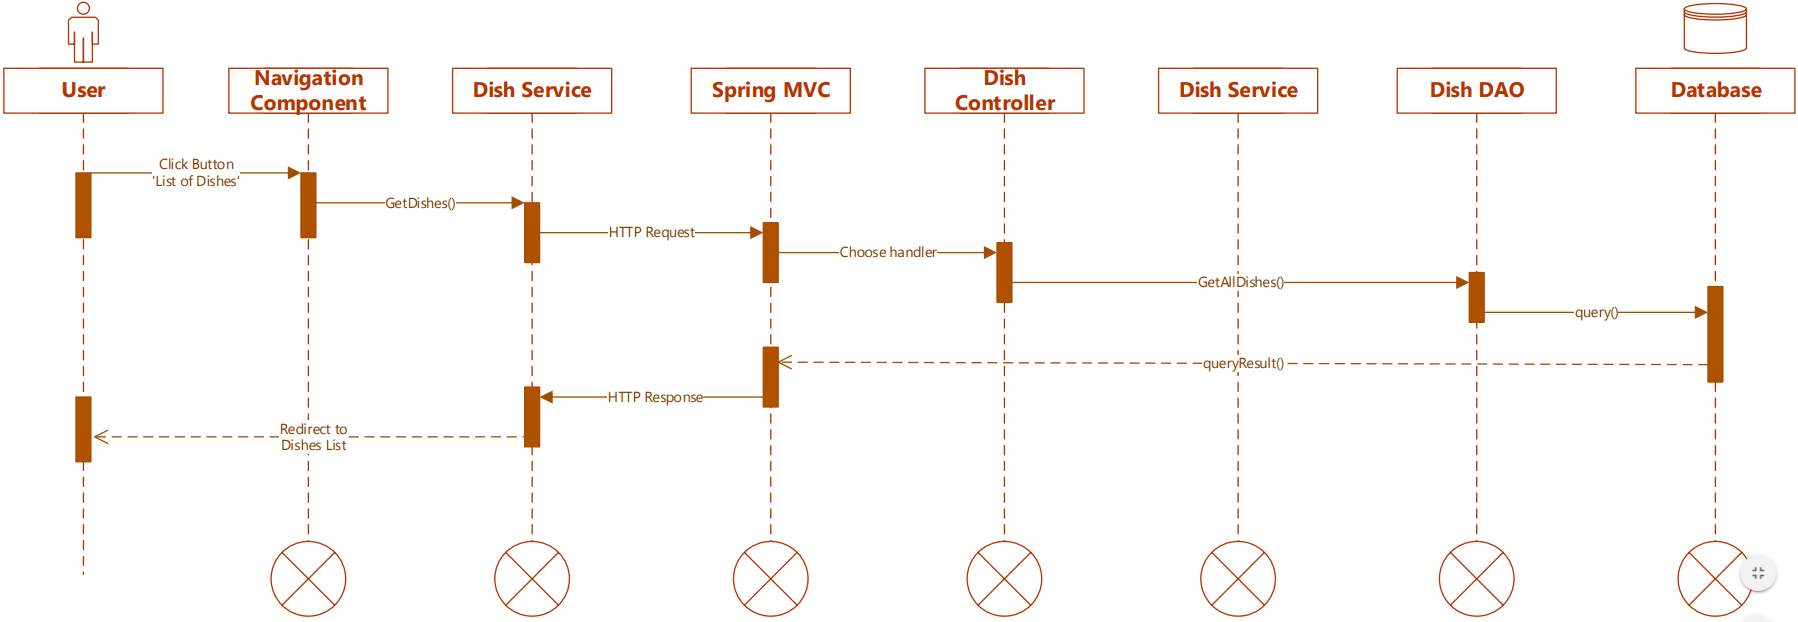 User
Navigation
Component
Dish Service
Spring MVC
Dish
Controller
Dish Service
Dish DAO
Database
Click Button
'List of Dishes'
GetDishes()
HTTP Request
Choose handler
GetAllDishes()
query()
queryResult()
HTTP Response
Redirect to
Dishes List